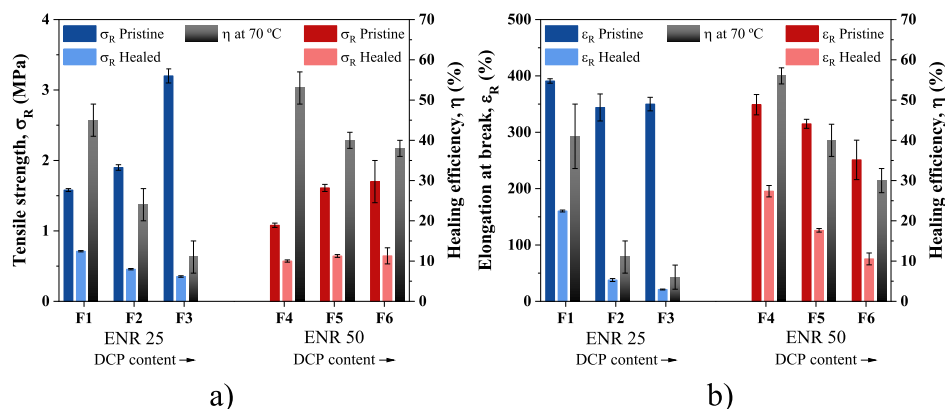 σR Pristine
η at 70 ºC
σR Pristine
σR Healed
σR Healed
Tensile strength, σR (MPa)
4
3
2
1
0
Healing efficiency, η (%)
70
60
50
40
30
20
10
0
F1 F2 F3 F4 F5 F6
ENR 25 ENR 50
DCP content → DCP content →
a)
εR Pristine
η at 70 ºC
εR Pristine
εR Healed
εR Healed
Elongation at break, εR (%)
500
400
300
200
100
0
Healing efficiency, η (%)
70
60
50
40
30
20
10
0
F1 F2 F3 F4 F5 F6
ENR 25 ENR 50
DCP content → DCP content →
b)